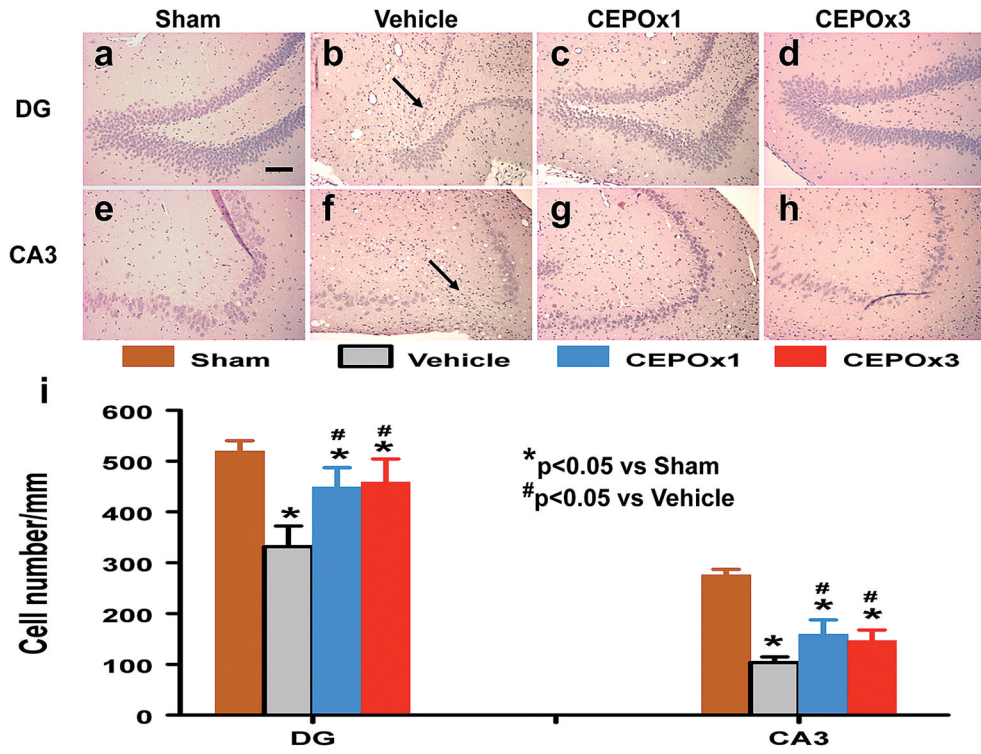 Sham Vehicle CEPOx1 CEPOx3
a b c d
DG
e f g h
CA3
Sham Vehicle CEPOx1 CEPOx3
i
600
500
400
300
200
100
0
Cell number/mm
* # * # *
*p<0.05 vs Sham
#p<0.05 vs Vehicle
* # * # *
DG CA3